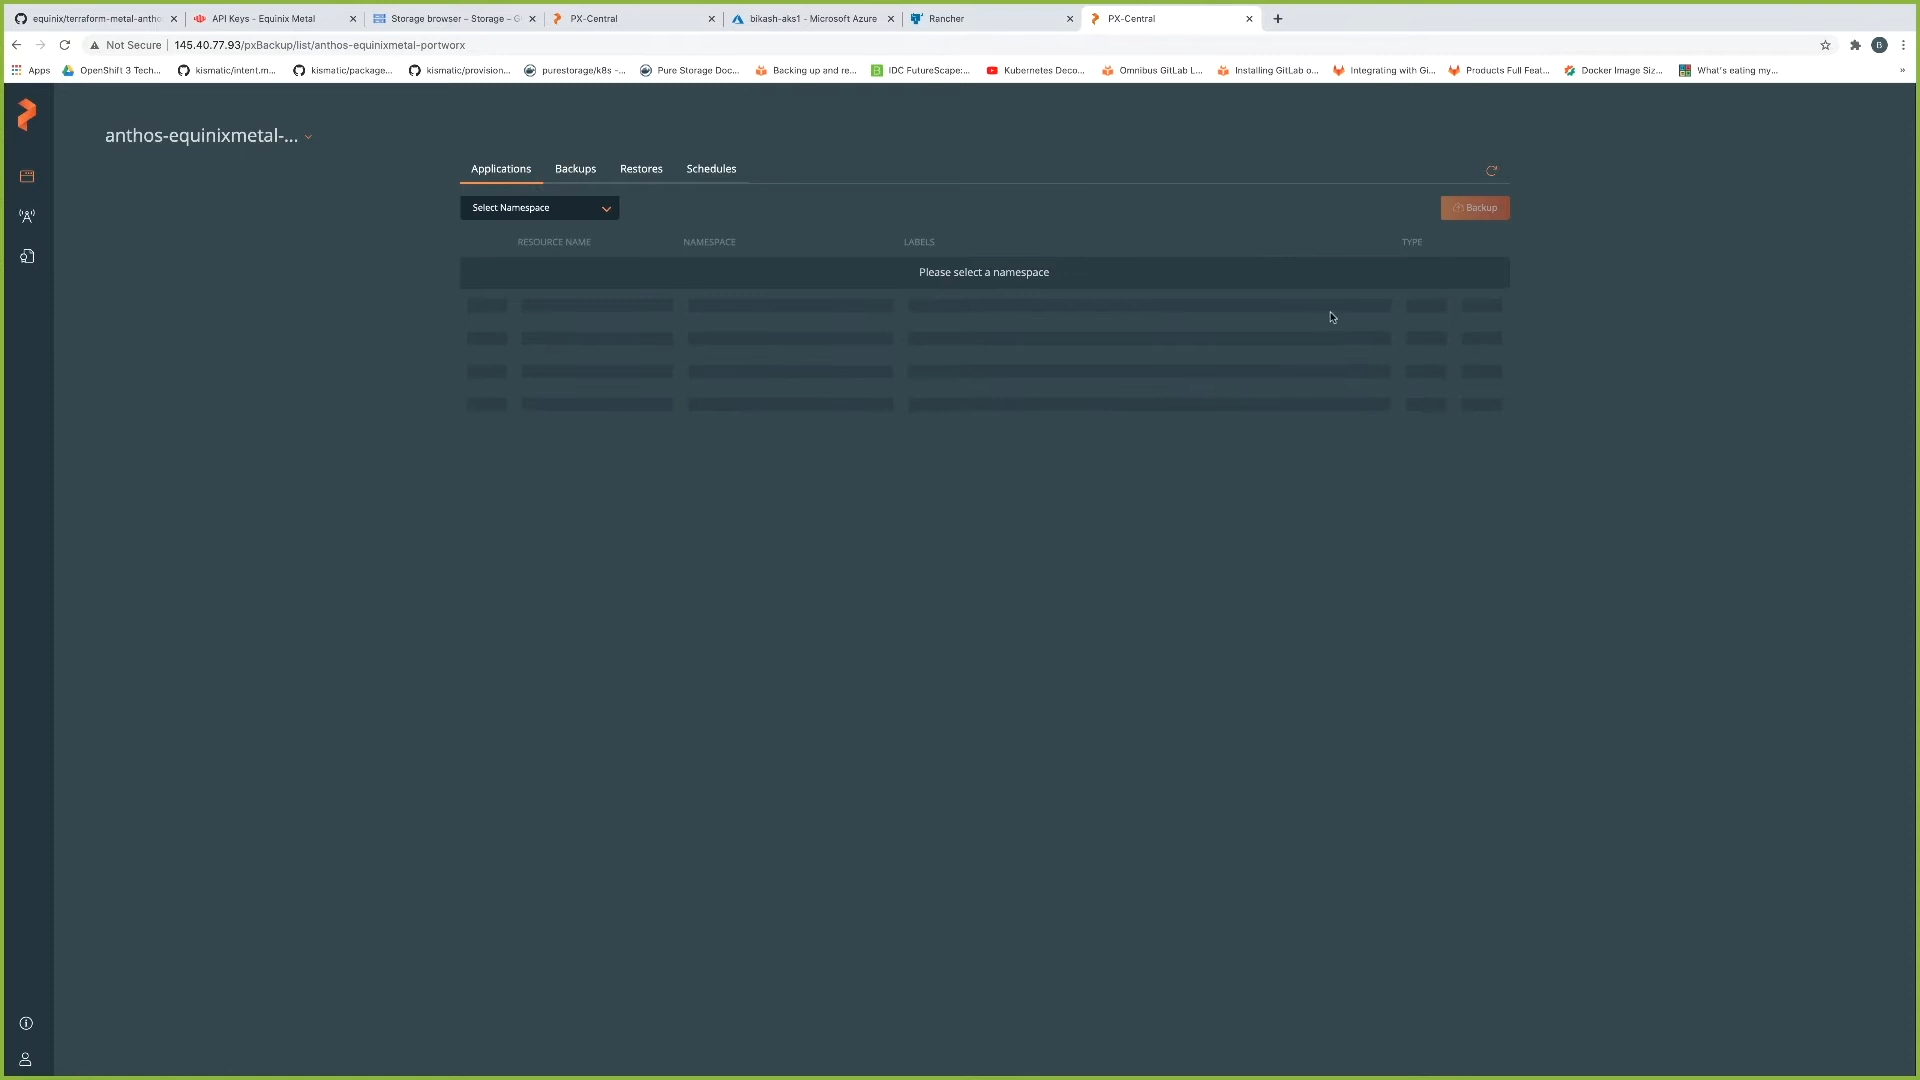 equinix/terraform-metal-antho
API Keys - Equinix Metal
Storage browser – Storage – G
PX-Central
bikash-aks1 - Microsoft Azure
Rancher
PX-Central
Not Secure
145.40.77.93/pxBackup/list/anthos-equinixmetal-portworx
B
Apps
OpenShift 3 Tech...
kismatic/intent.m...
kismatic/package...
kismatic/provision...
purestorage/k8s -...
Pure Storage Doc...
Backing up and re...
IDC FutureScape:...
Kubernetes Deco...
Omnibus GitLab L...
Installing GitLab o...
Integrating with Gi...
Products Full Feat...
Docker Image Siz...
What's eating my...
»
anthos-equinixmetal-...
Applications
Backups
Restores
Schedules
Select Namespace
Backup
RESOURCE NAME
NAMESPACE
LABELS
TYPE
Please select a namespace